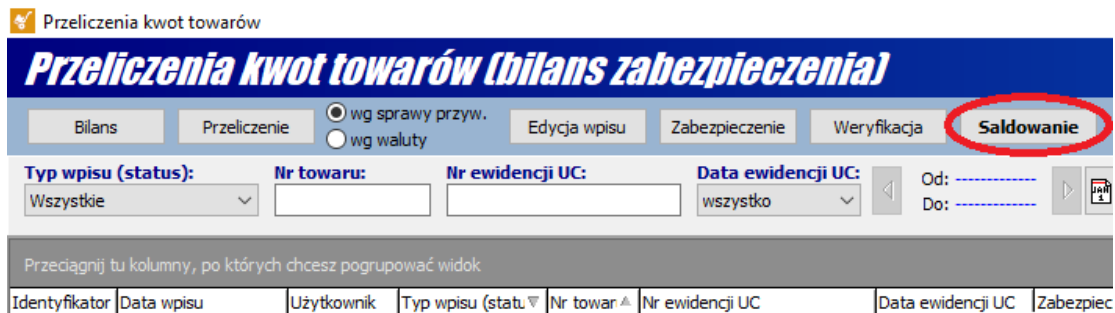 Przeliczenia kwot towarów
Przeliczenia kwot towarów (bilans zabezpieczenia)
Bilans Przeliczenie wg sprawy przyw. Edycja wpisu Zabezpieczenie Weryfikacja Saldowanie
wg waluty
Typ wpisu (status): Nr towaru: Nr ewidencji UC: Data ewidencji UC: Od: -------------
Wszystkie wszystko Do: -------------
JAN
1
Przeciągnij tu kolumny, po których chcesz pogrupować widok
Identyfikator Data wpisu Użytkownik Typ wpisu (statu Nr towar Nr ewidencji UC Data ewidencji UC Zabezpiec